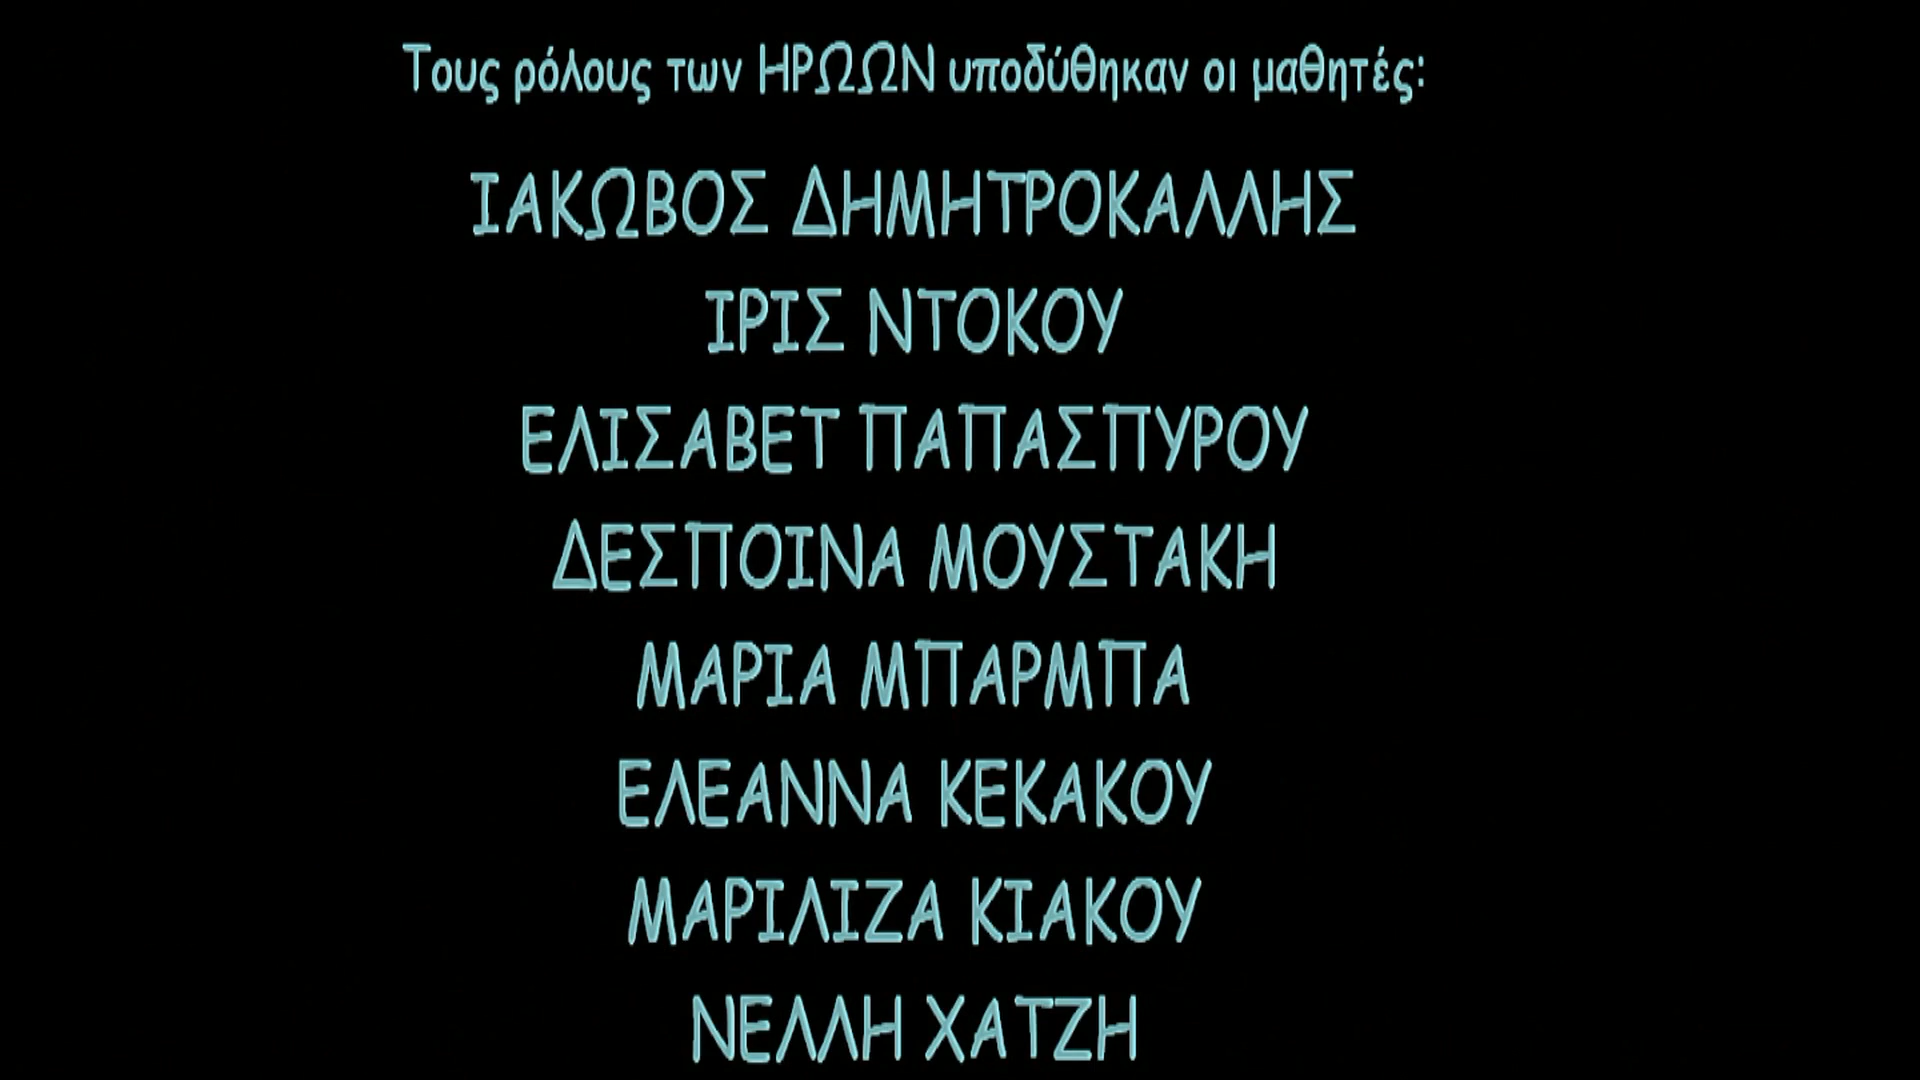 Τους ρόλους των ΗΡΩΩΝ υποδύθηκαν οι μαθητές:
ΙΑΚΩΒΟΣ ΔΗΜΗΤΡΟΚΑΛΛΗΣ
ΙΡΙΣ ΝΤΟΚΟΥ
ΕΛΙΣΑΒΕΤ ΠΑΠΑΣΠΥΡΟΥ
ΔΕΣΠΟΙΝΑ ΜΟΥΣΤΑΚΗ
ΜΑΡΙΑ ΜΠΑΡΜΠΑ
ΕΛΕΑΝΝΑ ΚΕΚΑΚΟΥ
ΜΑΡΙΛΙΖΑ ΚΙΑΚΟΥ
ΝΕΛΛΗ ΧΑΤΖΗ